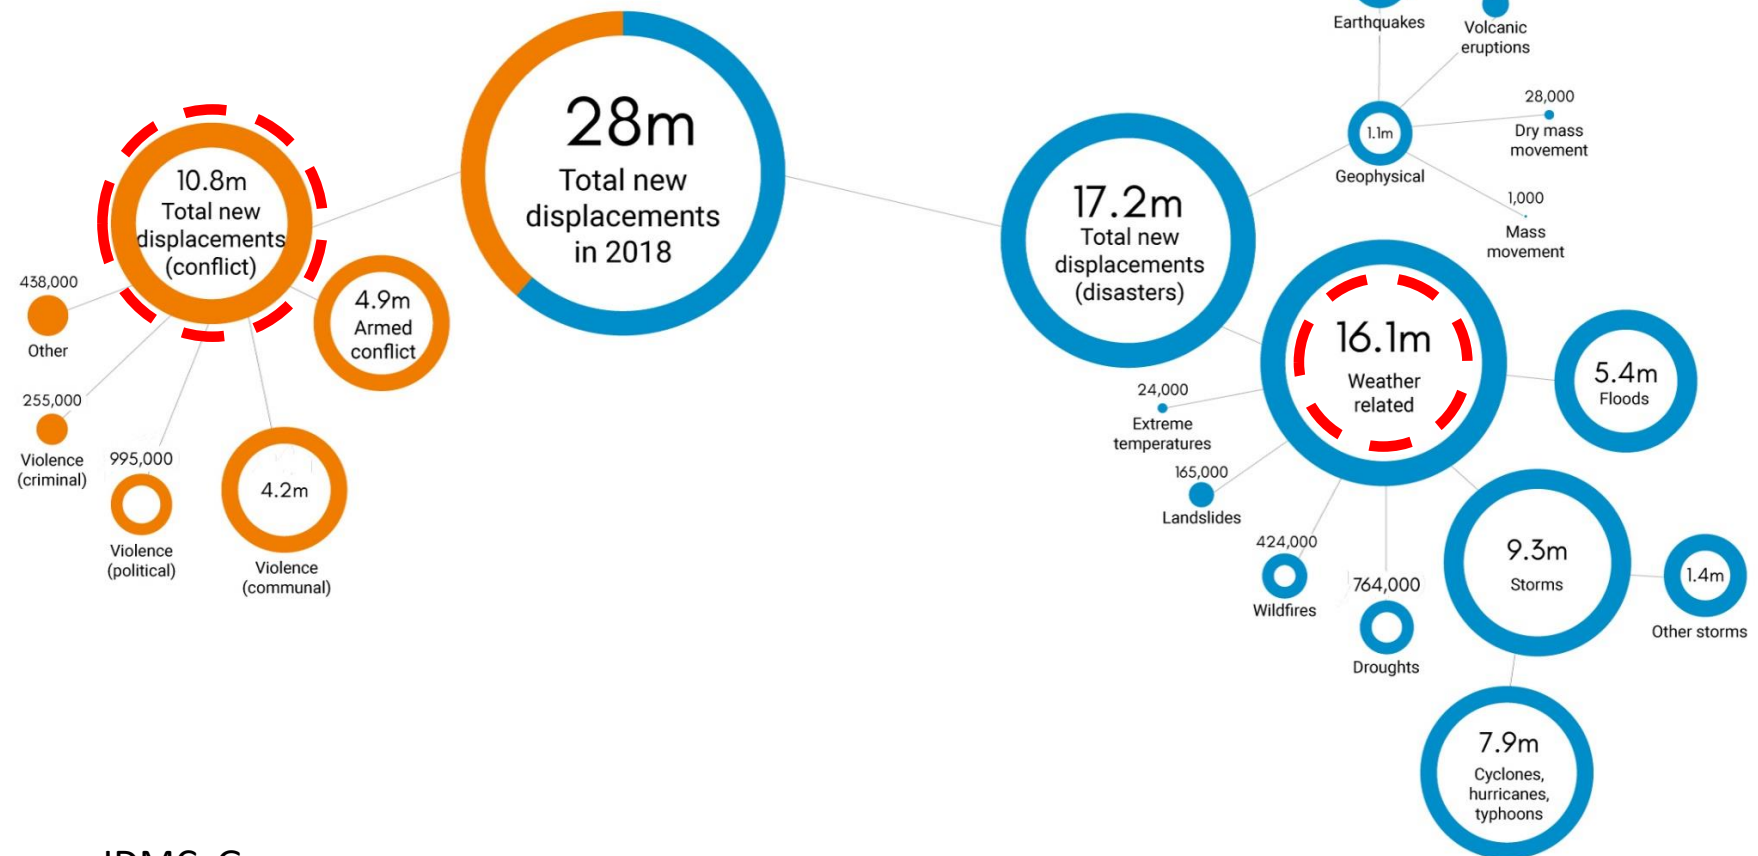 28m
Total new
displacements
in 2018
10.8m
Total new
displacements
(conflict)
438,000
Other
255,000
Violence
(criminal)
995,000
Violence
(political)
4.2m
Violence
(communal)
4.9m
Armed
conflict
17.2m
Total new
displacements
(disasters)
Earthquakes
Volcanic
eruptions
1.1m
Geophysical
28,000
Dry mass
movement
1,000
Mass
movement
16.1m
Weather
related
24,000
Extreme
temperatures
165,000
Landslides
424,000
Wildfires
764,000
Droughts
5.4m
Floods
9.3m
Storms
1.4m
Other storms
7.9m
Cyclones,
hurricanes,
typhoons